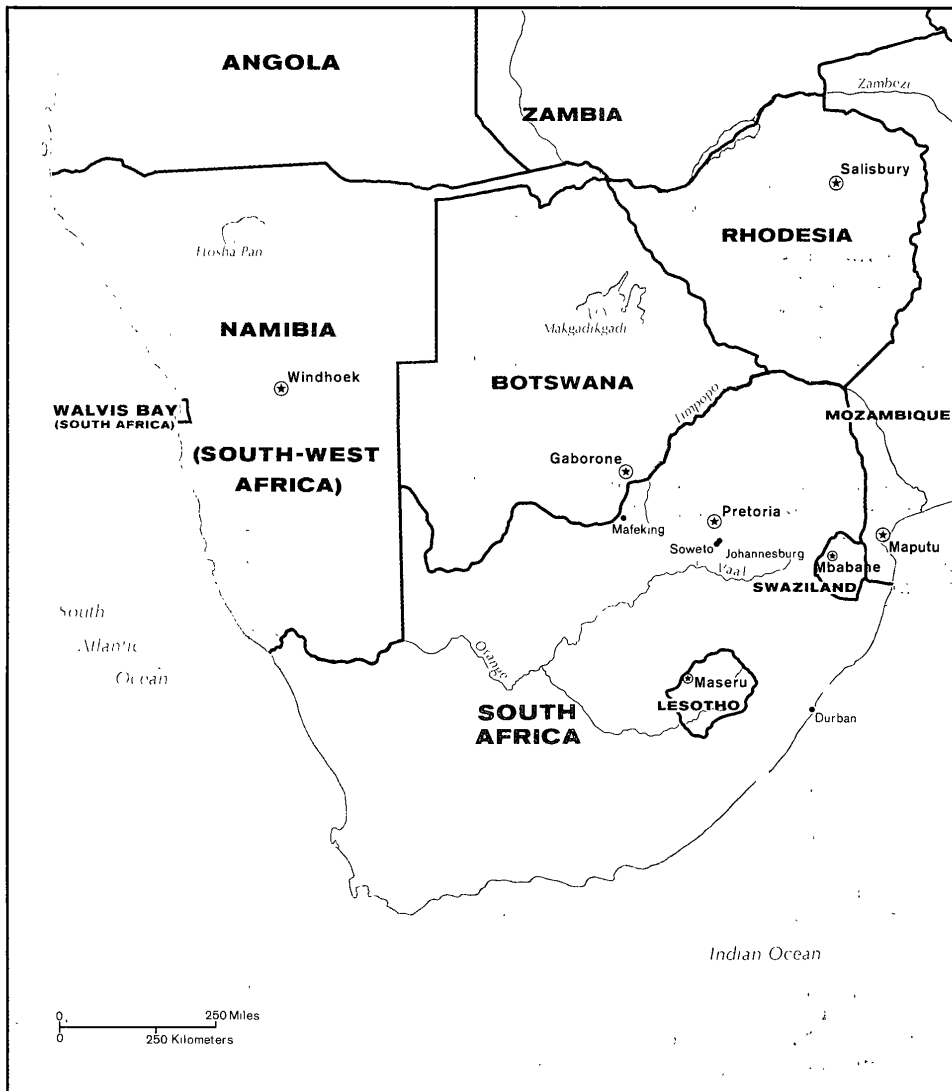 ANGOLA
ZAMBIA
Zambezi
Salisbury
RHODESIA
Etosha Pan
NAMIBIA
Makgadikgadi
Windhoek
BOTSWANA
WALVIS BAY
(SOUTH AFRICA)
Limpopo
MOZAMBIQUE
(SOUTH-WEST
AFRICA)
Gaborone
Pretoria
Mafeking
Maputu
Soweto
Johannesburg
Vaal
Mbabane
SWAZILAND
South
Atlantic
Ocean
Orange
Maseru
LESOTHO
SOUTH
AFRICA
Durban
Indian Ocean
0 250 Miles
0 250 Kilometers